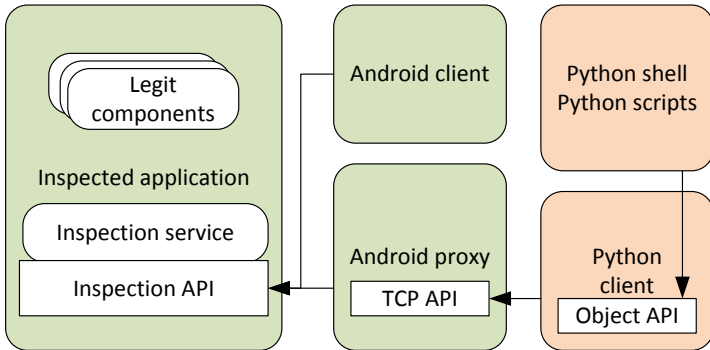 Legit
components
Inspected application
Inspection service
Inspection API
Android client
Android proxy
TCP API
Python shell
Python scripts
Python
client
Object API